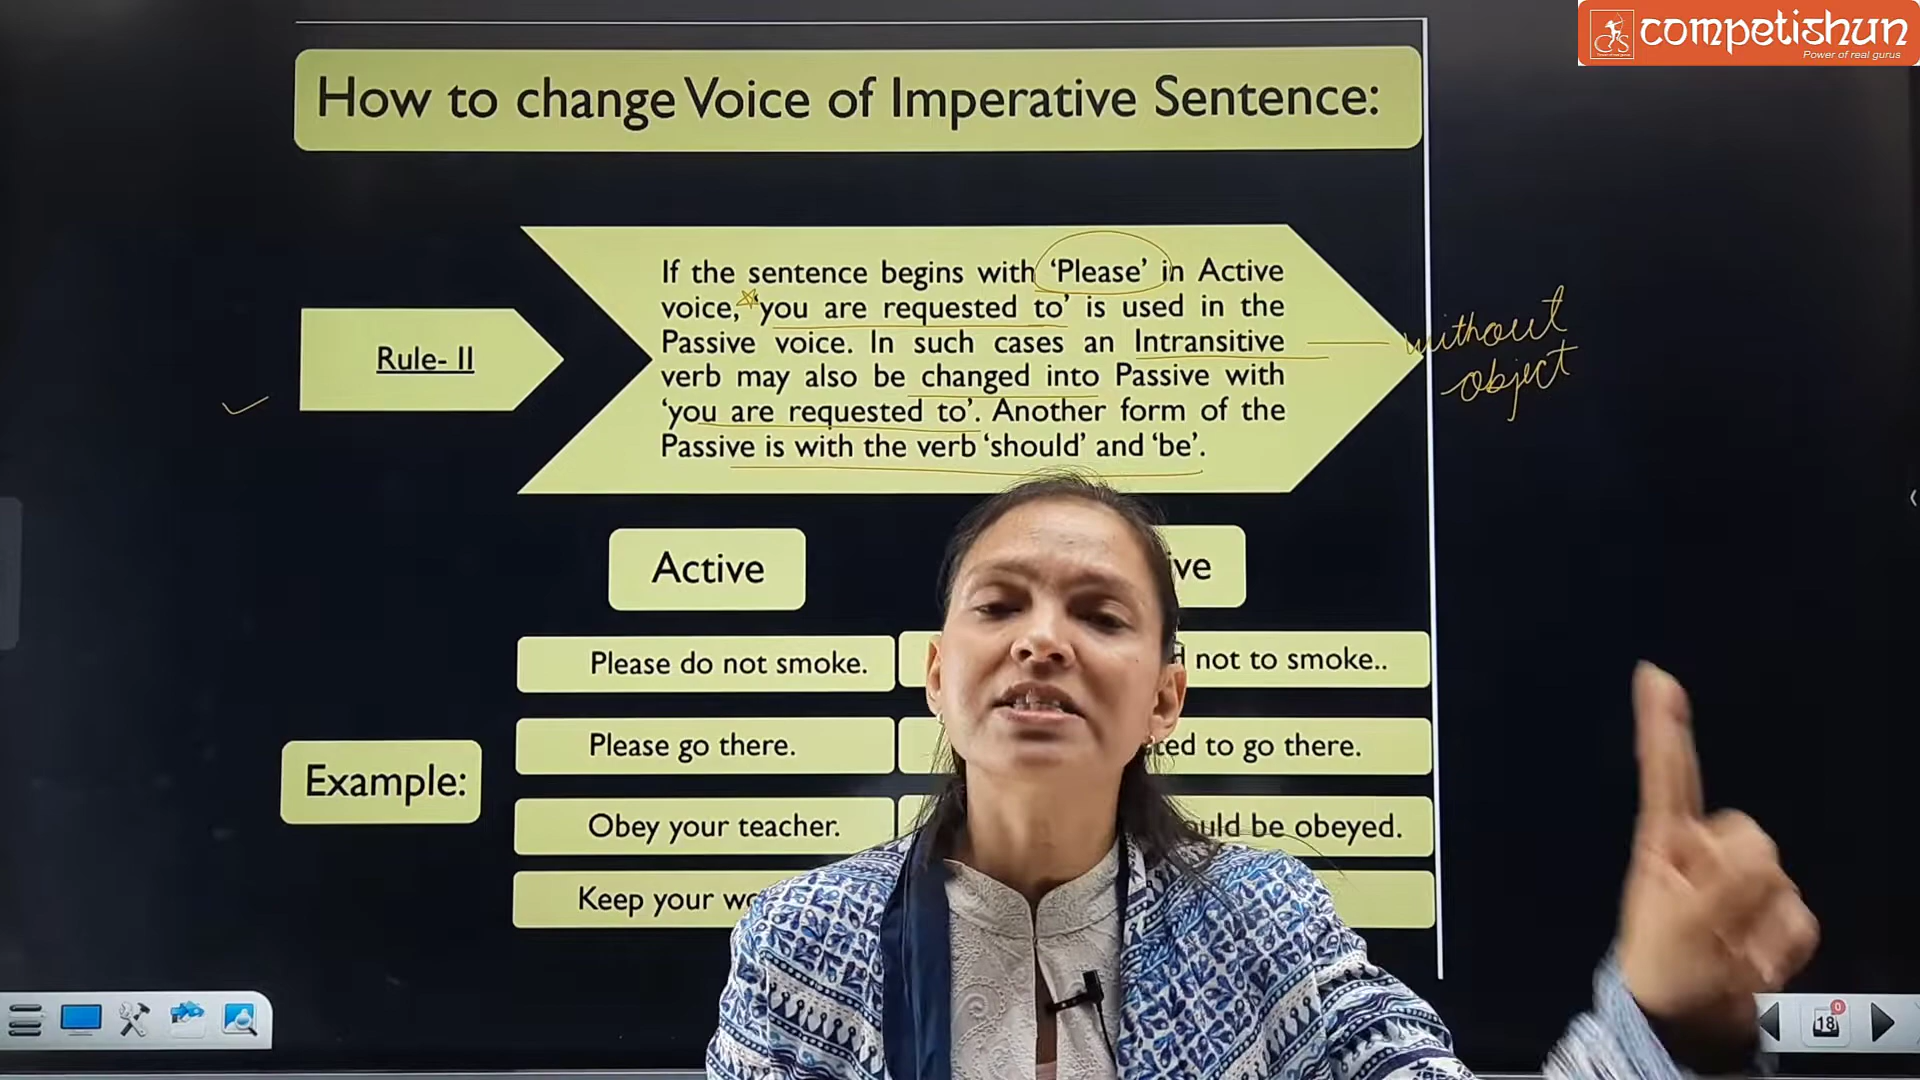 competishun
Power of real gurus
How to change Voice of Imperative Sentence:
Rule- II
If the sentence begins with ‘Please’ in Active
voice, ‘you are requested to’ is used in the
Passive voice. In such cases an Intransitive
verb may also be changed into Passive with
‘you are requested to’. Another form of the
Passive is with the verb ‘should’ and ‘be’.
without
object
Active
Please do not smoke.
not to smoke..
Example:
Please go there.
to go there.
Obey your teacher.
be obeyed.
Keep your
18
0